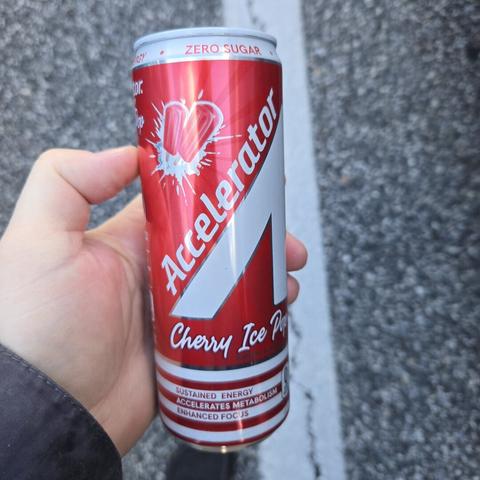 ZERO SUGAR
Accelerator
Cherry Ice Pop
SUSTAINED ENERGY
ACCELERATES METABOLISM
ENHANCED FOCUS